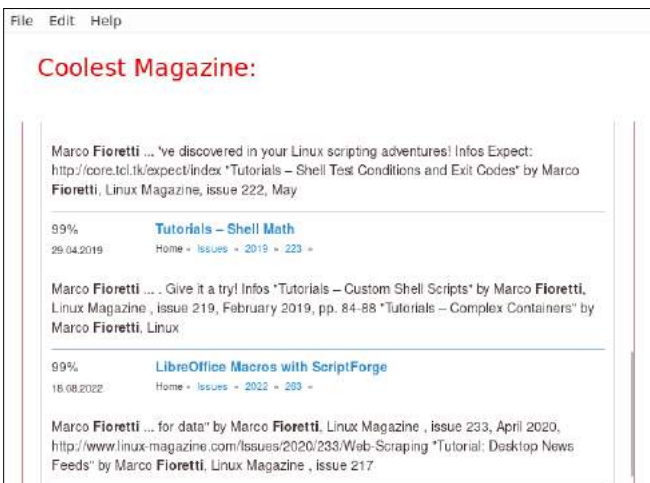 File Edit Help
Coolest Magazine:
Marco Fioretti ... 've discovered in your Linux scripting adventures! Infos Expect:
http://core.tcl.tk/expect/index "Tutorials – Shell Test Conditions and Exit Codes" by Marco
Fioretti, Linux Magazine, issue 222, May
99% Tutorials – Shell Math
29.04.2019 Home » Issues » 2019 » 223 »
Marco Fioretti ... . Give it a try! Infos "Tutorials – Custom Shell Scripts" by Marco Fioretti,
Linux Magazine , issue 219, February 2019, pp. 84-88 "Tutorials – Complex Containers" by
Marco Fioretti, Linux
99% LibreOffice Macros with ScriptForge
18.08.2022 Home » Issues » 2022 » 263 »
Marco Fioretti ... for data" by Marco Fioretti, Linux Magazine , issue 233, April 2020,
http://www.linux-magazine.com/Issues/2020/233/Web-Scraping "Tutorial: Desktop News
Feeds" by Marco Fioretti, Linux Magazine , issue 217